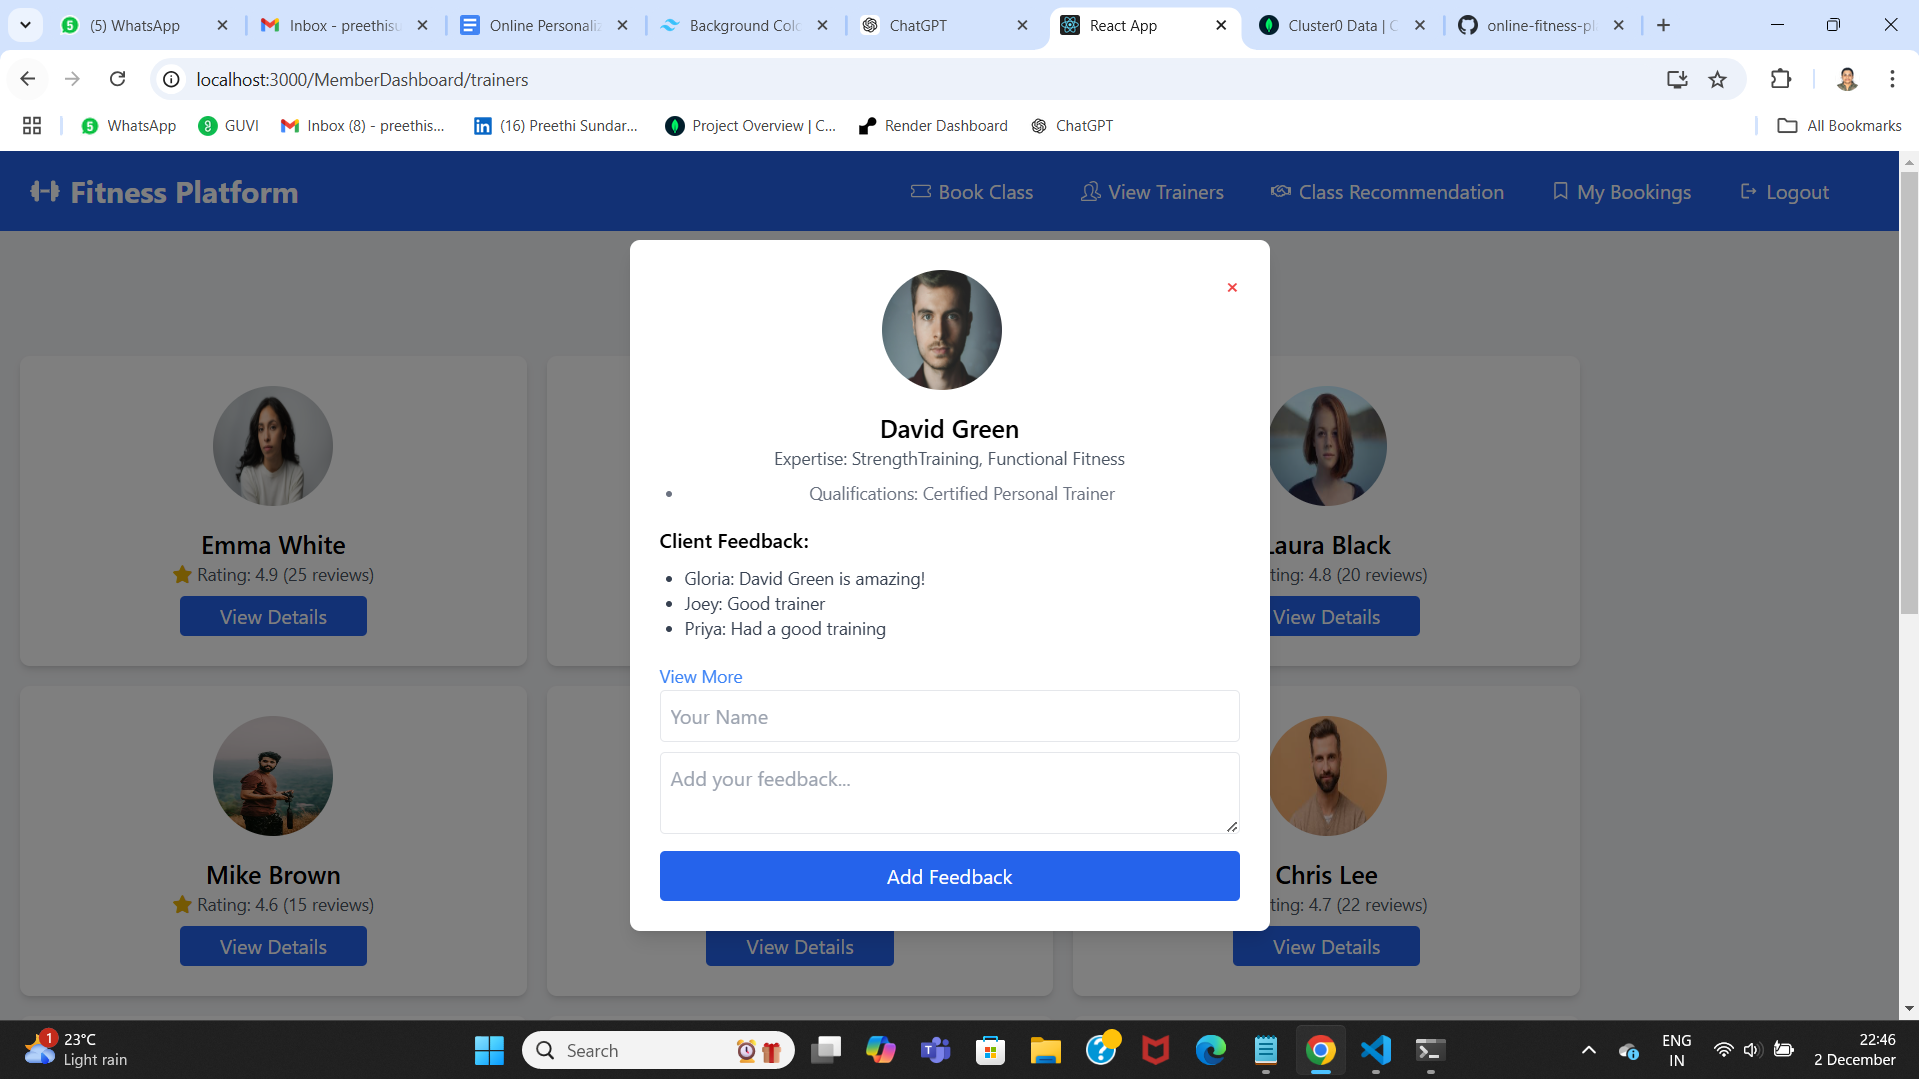 (5) WhatsApp
Inbox - preethisu
Online Personaliz
Background Colo
ChatGPT
React App
Cluster0 Data | C
online-fitness-pl
localhost:3000/MemberDashboard/trainers
WhatsApp
GUVI
Inbox (8) - preethis...
(16) Preethi Sundar...
Project Overview | C...
Render Dashboard
ChatGPT
All Bookmarks
Fitness Platform
Book Class
View Trainers
Class Recommendation
My Bookings
Logout
×
David Green
Expertise: StrengthTraining, Functional Fitness
• Qualifications: Certified Personal Trainer
Client Feedback:
• Gloria: David Green is amazing!
• Joey: Good trainer
• Priya: Had a good training
View More
Your Name
Add your feedback...
Add Feedback
Emma White
Rating: 4.9 (25 reviews)
View Details
Laura Black
ting: 4.8 (20 reviews)
View Details
Mike Brown
Rating: 4.6 (15 reviews)
View Details
View Details
Chris Lee
ting: 4.7 (22 reviews)
View Details
1
23°C
Light rain
Search
ENG
IN
22:46
2 December